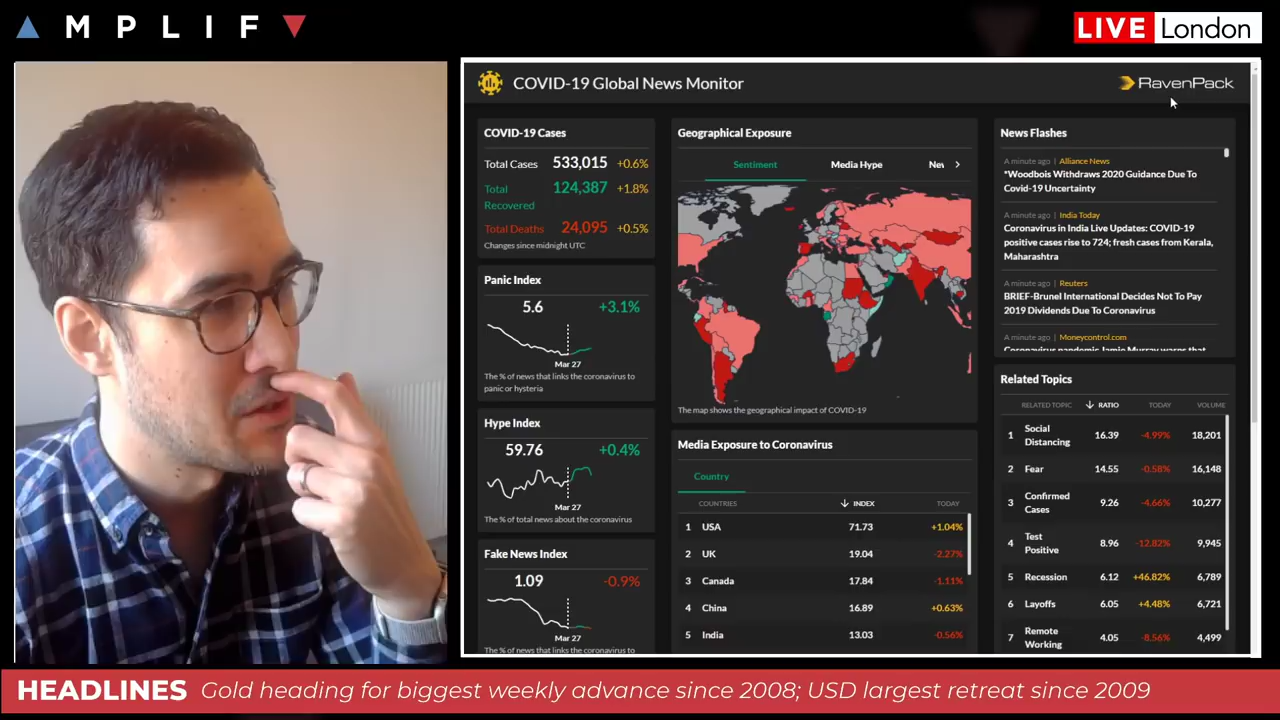 AMPLIFY
LIVE London
COVID-19 Global News Monitor
RavenPack
COVID-19 Cases
Total Cases 533,015 +0.6%
Total Recovered 124,387 +1.8%
Total Deaths 24,095 +0.5%
Changes since midnight UTC
Panic Index
5.6 +3.1%
Mar 27
The % of news that links the coronavirus to
panic or hysteria
Hype Index
59.76 +0.4%
Mar 27
The % of total news about the coronavirus
Fake News Index
1.09 -0.9%
Mar 27
The % of news that links the coronavirus to
Geographical Exposure
Sentiment Media Hype Nev
The map shows the geographical impact of COVID-19
Media Exposure to Coronavirus
Country
COUNTRIES INDEX TODAY
1 USA 71.73 +1.04%
2 UK 19.04 -2.27%
3 Canada 17.84 -1.11%
4 China 16.89 +0.63%
5 India 13.03 -0.56%
News Flashes
A minute ago | Alliance News
*Woodbois Withdraws 2020 Guidance Due To
Covid-19 Uncertainty
A minute ago | India Today
Coronavirus in India Live Updates: COVID-19
positive cases rise to 724; fresh cases from Kerala,
Maharashtra
A minute ago | Reuters
BRIEF-Brunel International Decides Not To Pay
2019 Dividends Due To Coronavirus
A minute ago | Moneycontrol.com
Coronavirus pandemic Jamie Murray warns that
Related Topics
RELATED TOPIC RATIO TODAY VOLUME
1 Social Distancing 16.39 -4.99% 18,201
2 Fear 14.55 -0.58% 16,148
3 Confirmed Cases 9.26 -4.66% 10,277
4 Test Positive 8.96 -12.82% 9,945
5 Recession 6.12 +46.82% 6,789
6 Layoffs 6.05 +4.48% 6,721
7 Remote Working 4.05 -8.56% 4,499
HEADLINES Gold heading for biggest weekly advance since 2008; USD largest retreat since 2009